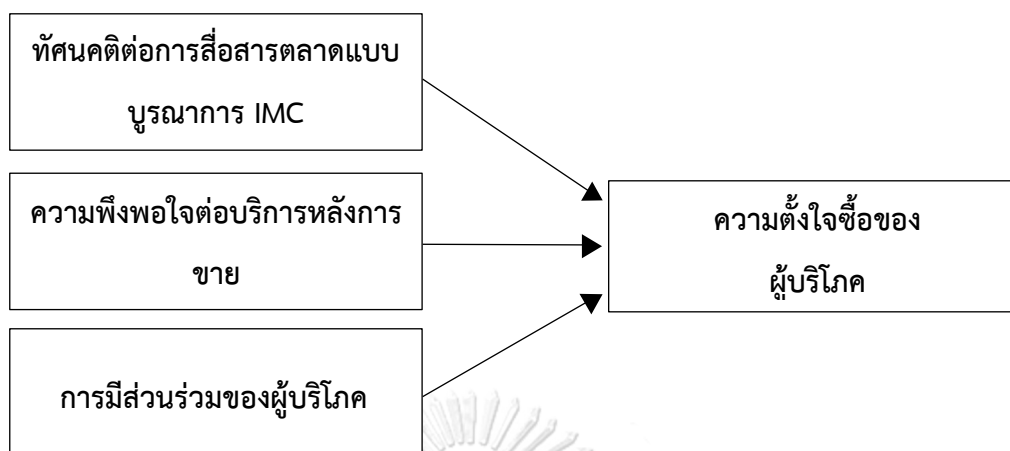 ทัศนคติต่อการสื่อสารตลาดแบบ
บูรณาการ IMC
ความพึงพอใจต่อบริการหลังการ
ขาย
ความตั้งใจซื้อของ
ผู้บริโภค
การมีส่วนร่วมของผู้บริโภค